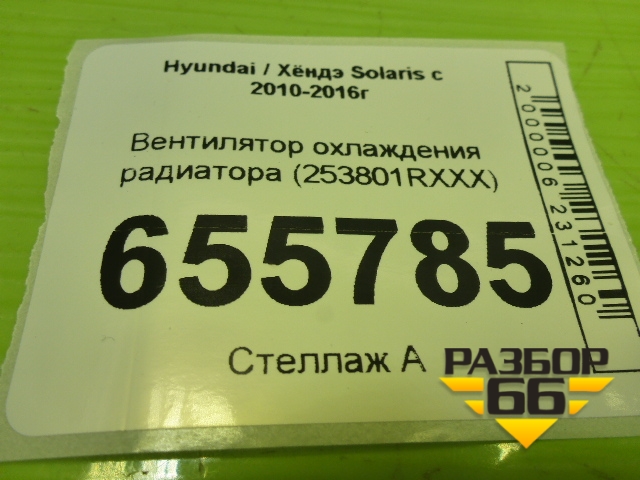 Hyundai / Хёндэ Solaris с
2010-2016г
Вентилятор охлаждения
радиатора (253801RXXX)
655785
Стеллаж А
2000006231260
РАЗБОР
66